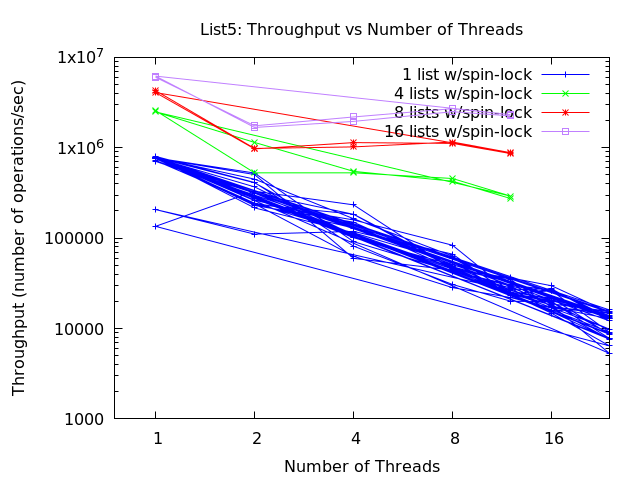 List5: Throughput vs Number of Threads
Throughput (number of operations/sec)
1x10^7
1x10^6
100000
10000
1000
1 list w/spin-lock
4 lists w/spin-lock
8 lists w/spin-lock
16 lists w/spin-lock
1 2 4 8 16
Number of Threads